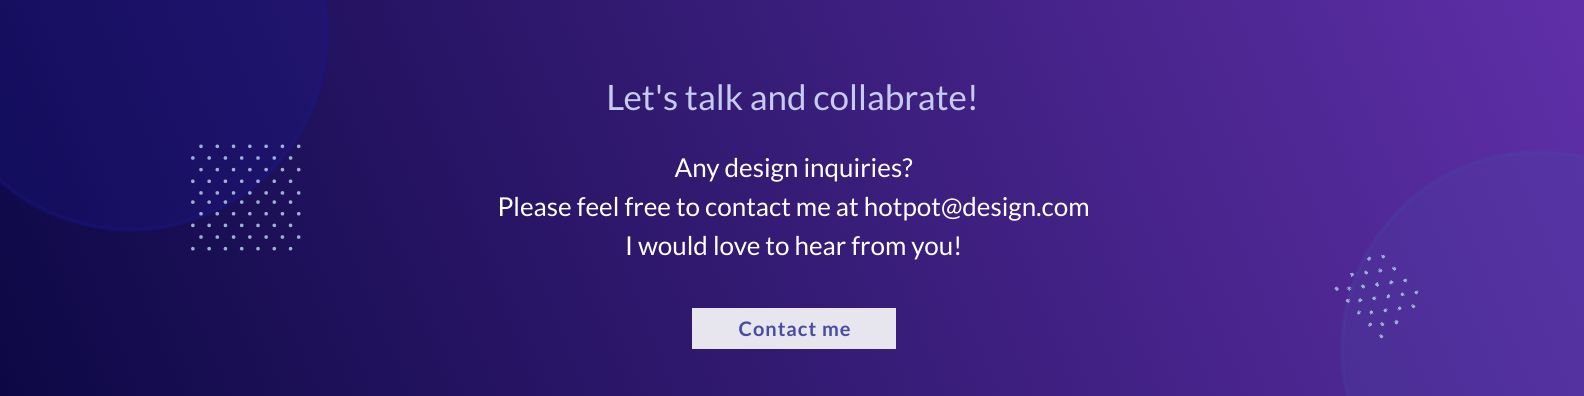 Let's talk and collabrate!
Any design inquiries?
Please feel free to contact me at hotpot@design.com
I would love to hear from you!
Contact me